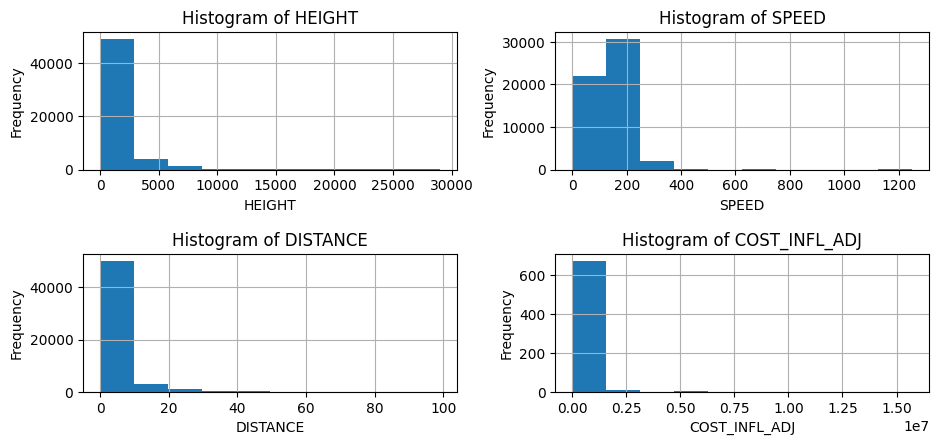 Histogram of HEIGHT
Frequency
40000
20000
0
0 5000 10000 15000 20000 25000 30000
HEIGHT
Histogram of SPEED
Frequency
30000
20000
10000
0
0 200 400 600 800 1000 1200
SPEED
Histogram of DISTANCE
Frequency
40000
20000
0
0 20 40 60 80 100
DISTANCE
Histogram of COST_INFL_ADJ
Frequency
600
400
200
0
0.00 0.25 0.50 0.75 1.00 1.25 1.50
1e7
COST_INFL_ADJ